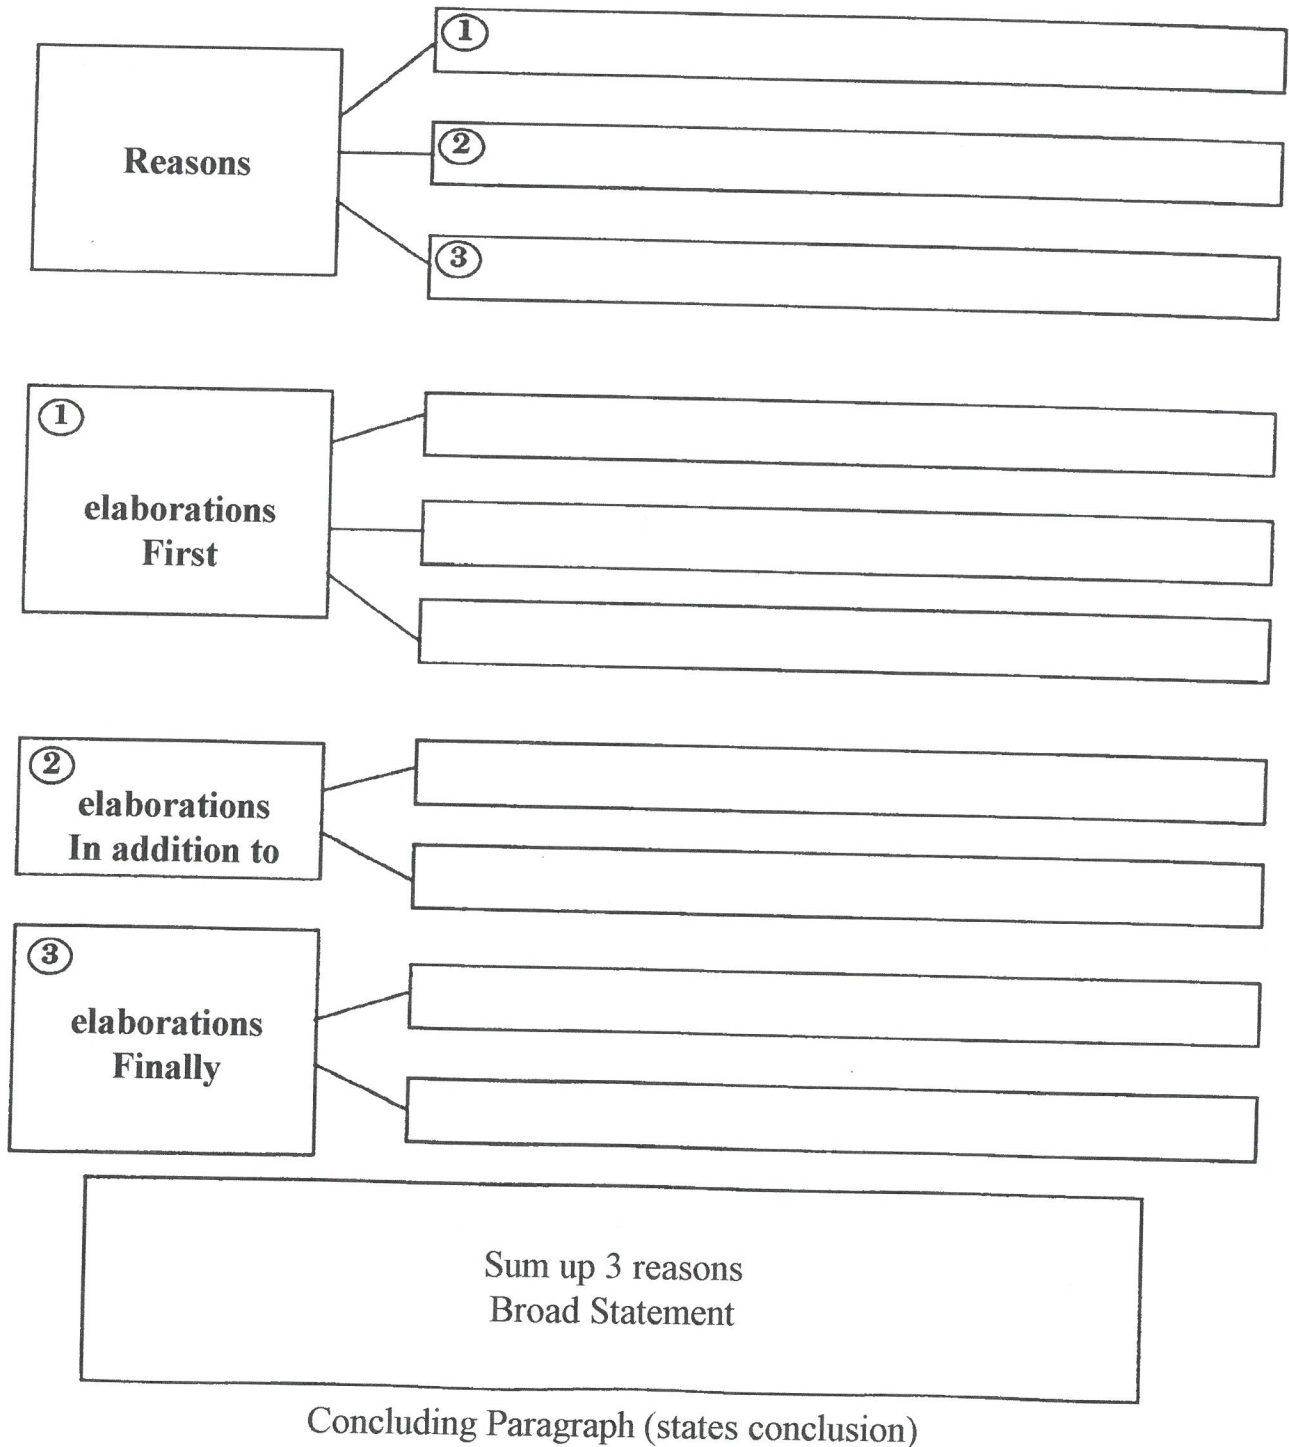 1
Reasons
2
3
1
elaborations
First
2
elaborations
In addition to
3
elaborations
Finally
Sum up 3 reasons
Broad Statement
Concluding Paragraph (states conclusion)